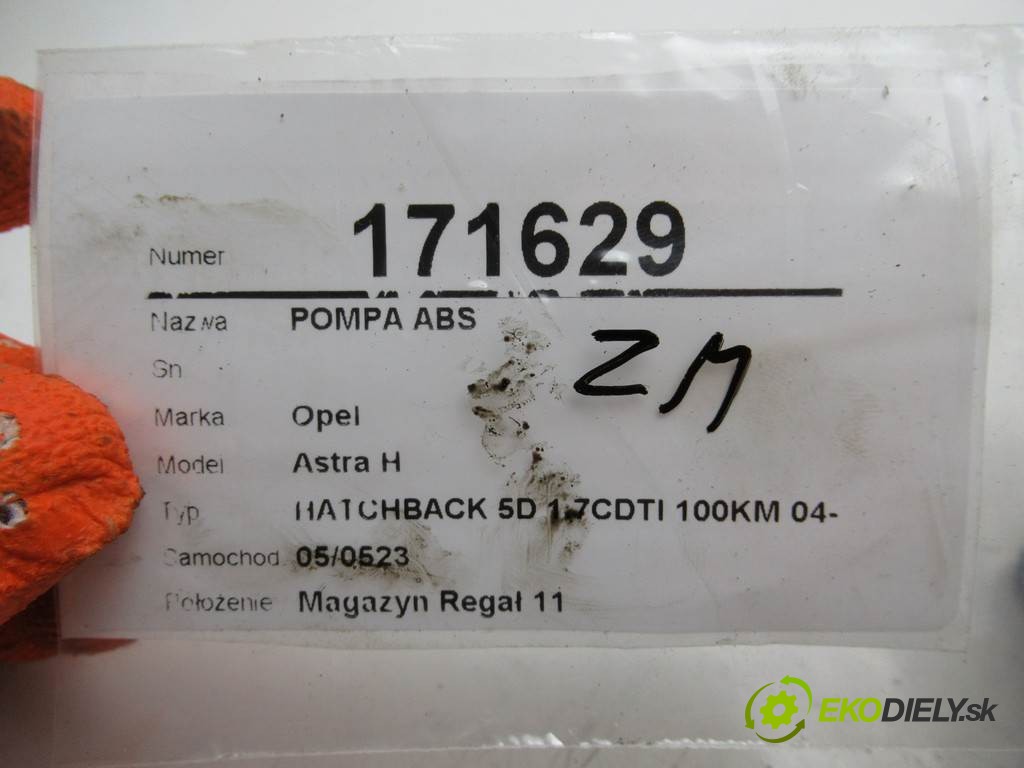 Numer 171629
Nazwa POMPA ABS
ZM
Sn
Marka Opel
Model Astra H
Typ HATCHBACK 5D 1.7CDTI 100KM 04-
Samochod 05/0523
Położenie Magazyn Regał 11
EKODIELY.sk